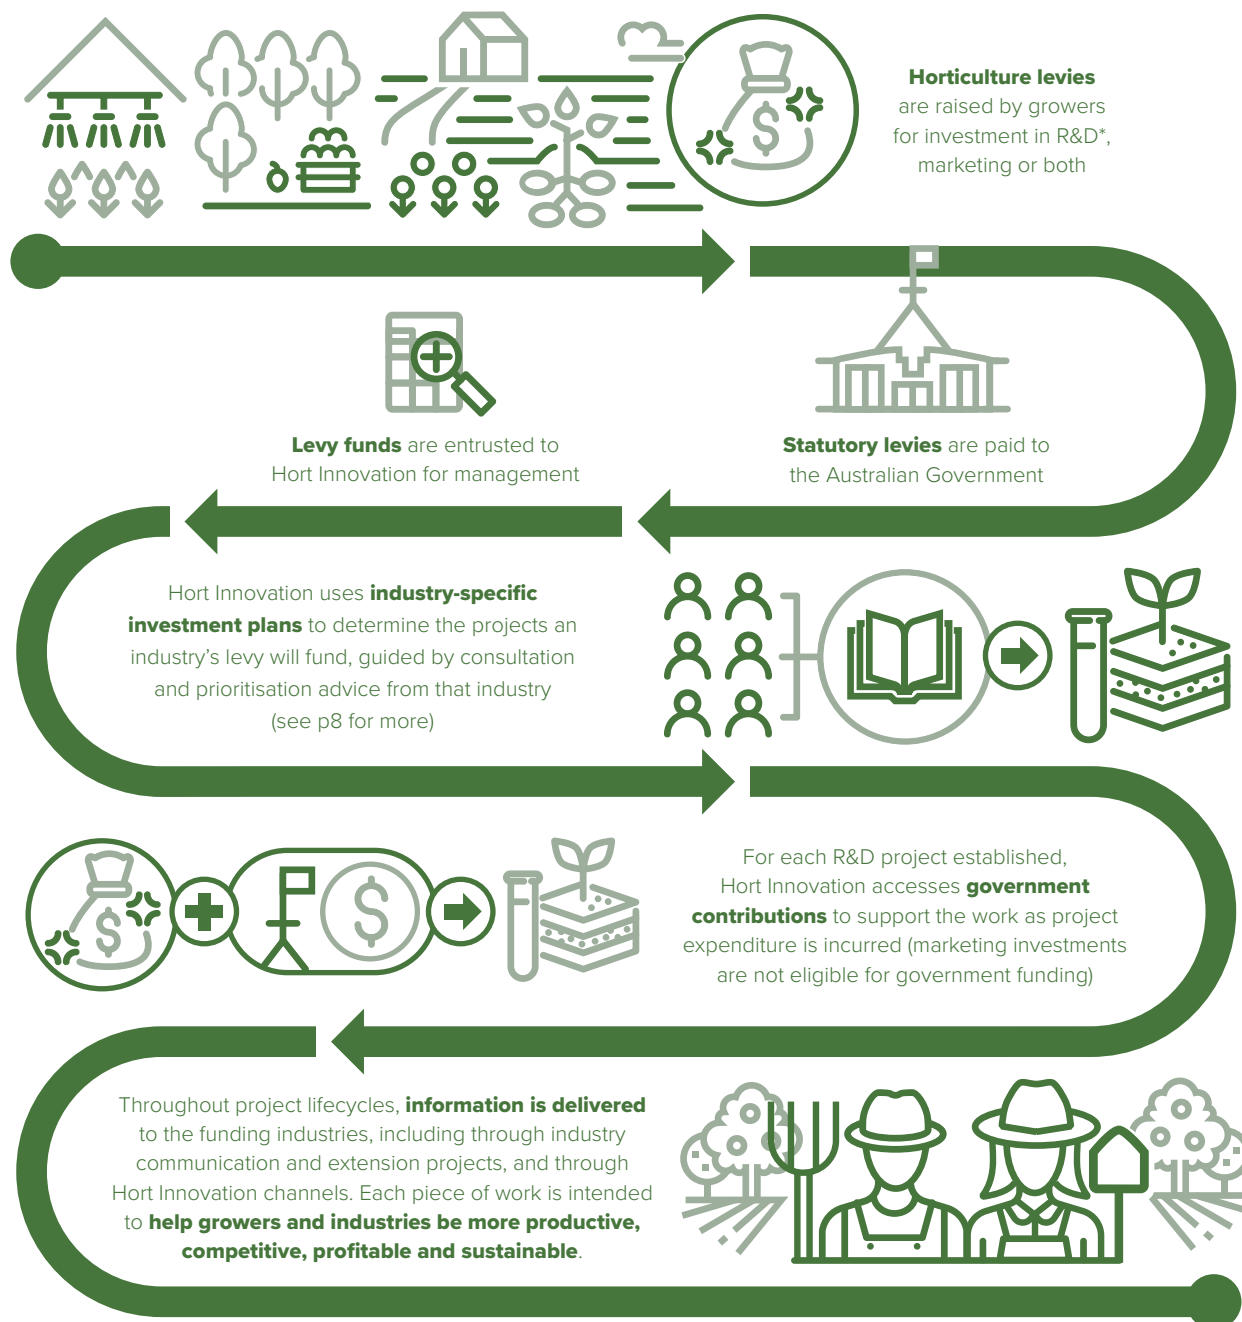 Horticulture levies
are raised by growers
for investment in R&D*,
marketing or both
Statutory levies are paid to
the Australian Government
Levy funds are entrusted to
Hort Innovation for management
Hort Innovation uses industry-specific
investment plans to determine the projects an
industry's levy will fund, guided by consultation
and prioritisation advice from that industry
(see p8 for more)
For each R&D project established,
Hort Innovation accesses government
contributions to support the work as project
expenditure is incurred (marketing investments
are not eligible for government funding)
Throughout project lifecycles, information is delivered
to the funding industries, including through industry
communication and extension projects, and through
Hort Innovation channels. Each piece of work is intended
to help growers and industries be more productive,
competitive, profitable and sustainable.